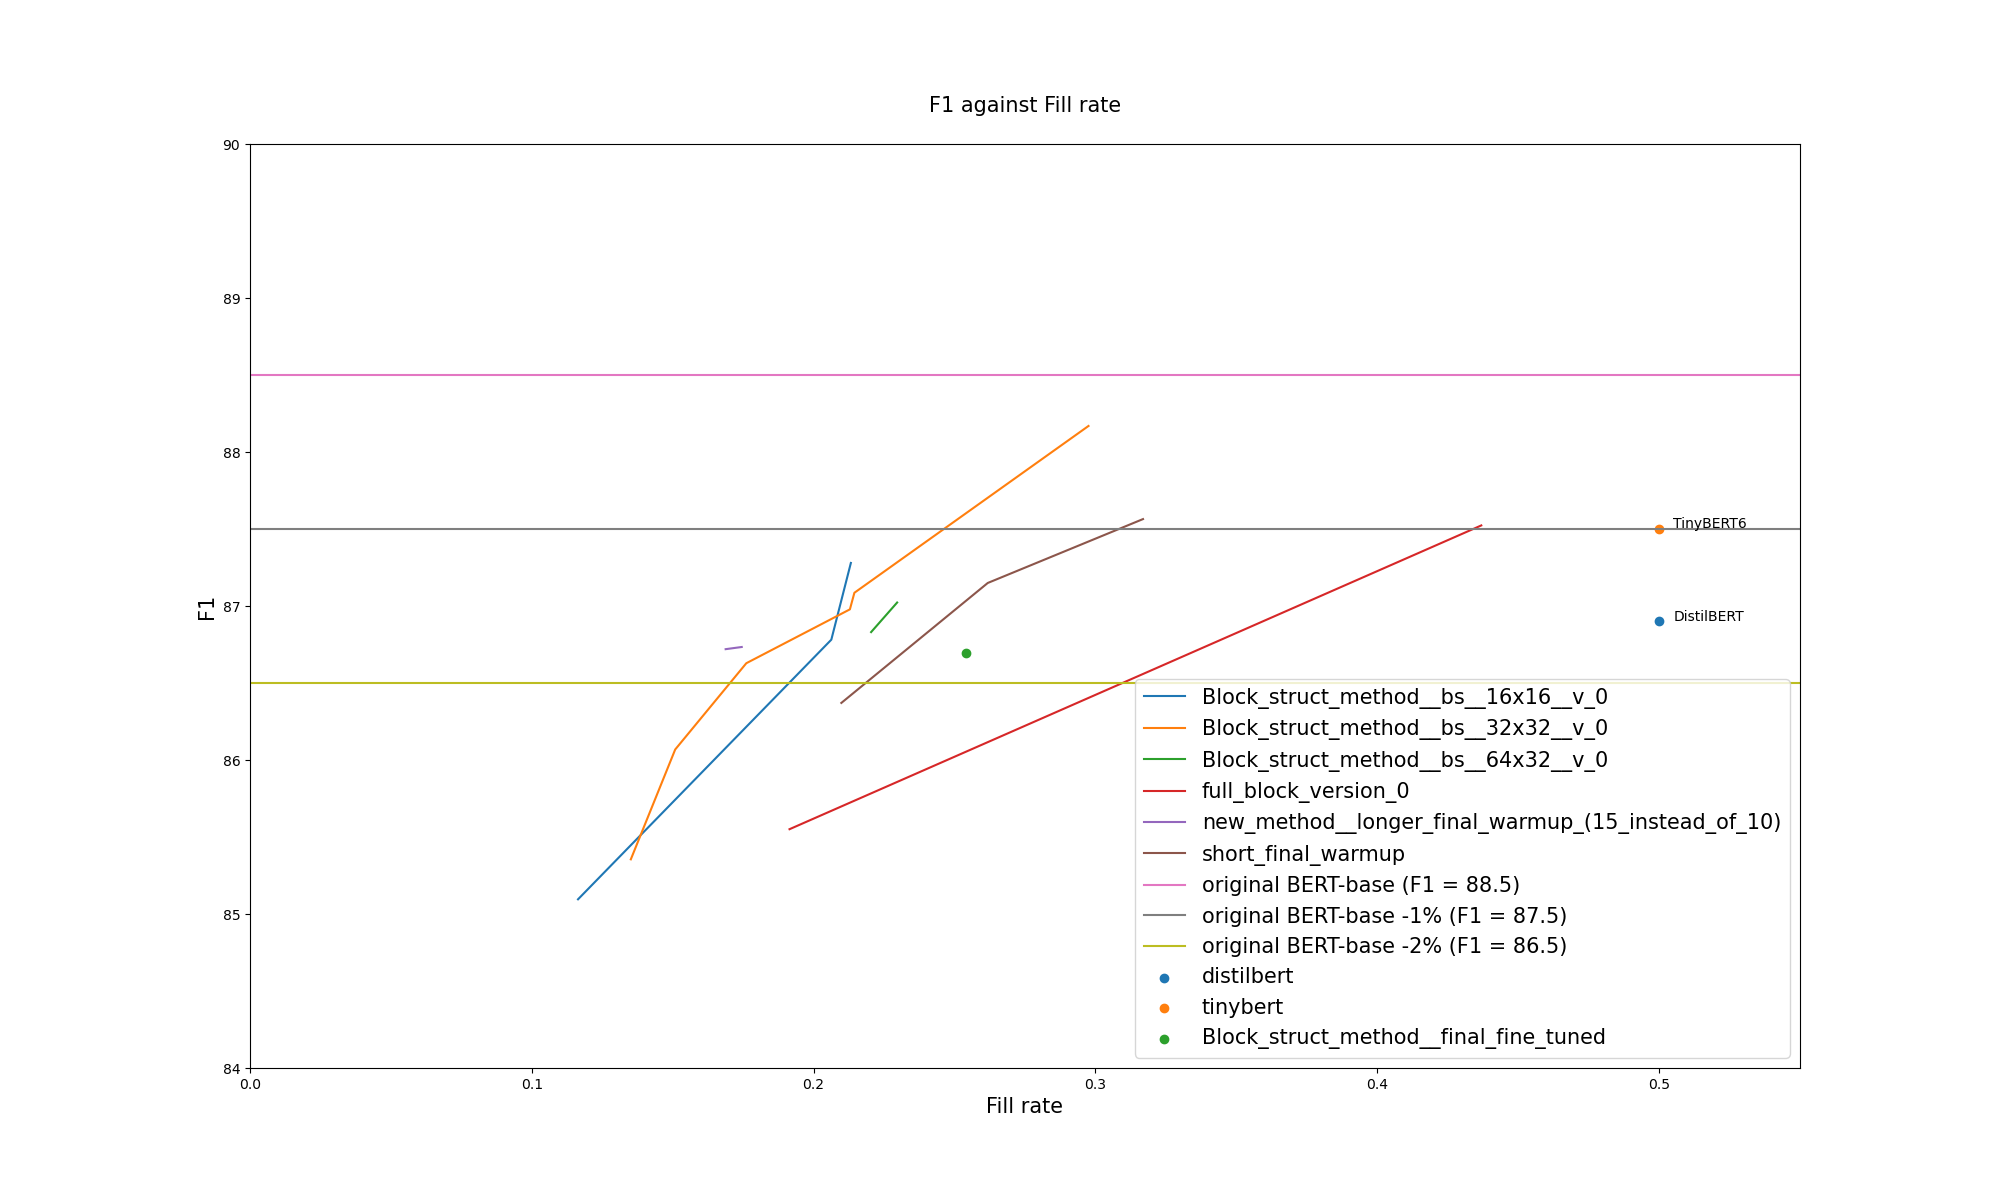 F1 against Fill rate
90
89
88
87
86
85
84
F1
TinyBERT6
DistilBERT
Block_struct_method__bs__16x16__v_0
Block_struct_method__bs__32x32__v_0
Block_struct_method__bs__64x32__v_0
full_block_version_0
new_method__longer_final_warmup_(15_instead_of_10)
short_final_warmup
original BERT-base (F1 = 88.5)
original BERT-base -1% (F1 = 87.5)
original BERT-base -2% (F1 = 86.5)
distilbert
tinybert
Block_struct_method__final_fine_tuned
0.0 0.1 0.2 0.3 0.4 0.5
Fill rate